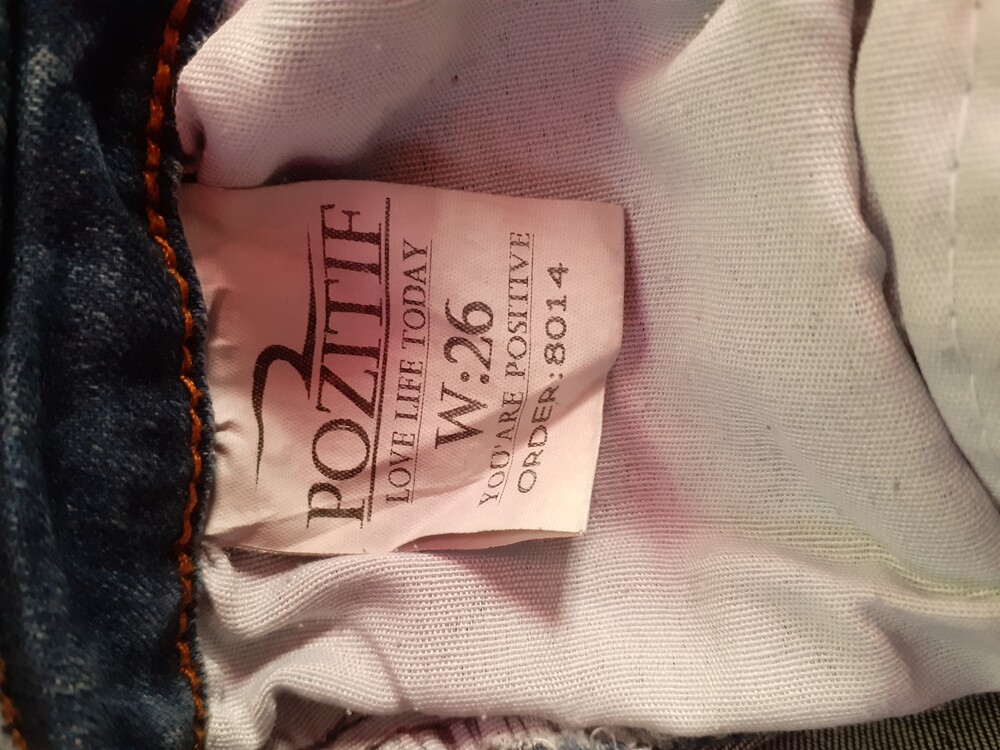 POZITIF
LOVE LIFE TODAY
W:26
YOU'ARE POSITIVE
ORDER:8014